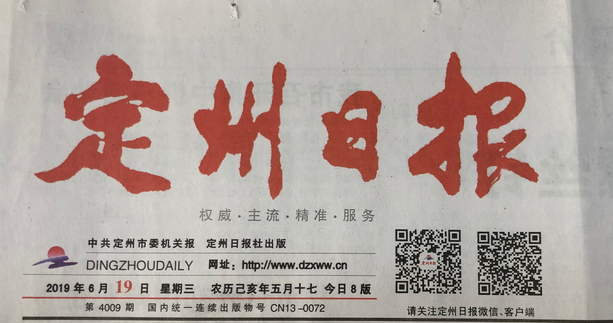 定州日报
权威·主流·精准·服务
中共定州市委机关报 定州日报社出版
DINGZHOUDAILY 网址：http://www.dzxww.cn
2019年6月19日 星期三 农历己亥年五月十七 今日8版
第4009期 国内统一连续出版物号 CN13-0072
请关注定州日报微信、客户端